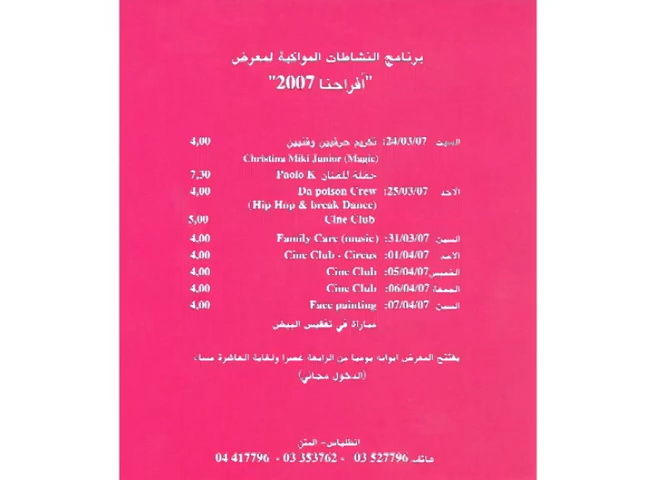 برنامج النشاطات المواكبة لمعرض
"أفراحنا 2007"
السبت 24/03/07: تكريم حرفيين وفنيين 4,00
Christina Miki Junior (Magic)
حفلة للفنان Paolo K 7,30
الاحد 25/03/07: Da poison Crew 4,00
(Hip Hop & break Dance)
Cine Club 5,00
السبت 31/03/07: Family Care (music) 4,00
الاحد 01/04/07: Cine Club - Circus 4,00
الخميس 05/04/07: Cine Club 4,00
الجمعة 06/04/07: Cine Club 4,00
السبت 07/04/07: Face painting 4,00
مباراة في تفقيس البيض
يفتتح المعرض ابوابه يوميا من الرابعة عصرا ولغاية العاشرة مساء
(الدخول مجاني)
انطلياس - المتن
هاتف 03 527796 - 03 353762 - 04 417796